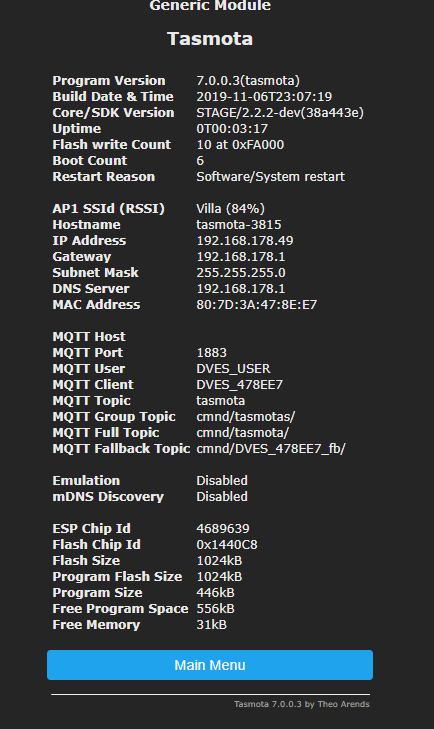 Generic Module
Tasmota
Program Version 7.0.0.3(tasmota)
Build Date & Time 2019-11-06T23:07:19
Core/SDK Version STAGE/2.2.2-dev(38a443e)
Uptime 0T00:03:17
Flash write Count 10 at 0xFA000
Boot Count 6
Restart Reason Software/System restart
AP1 SSId (RSSI) Villa (84%)
Hostname tasmota-3815
IP Address 192.168.178.49
Gateway 192.168.178.1
Subnet Mask 255.255.255.0
DNS Server 192.168.178.1
MAC Address 80:7D:3A:47:8E:E7
MQTT Host
MQTT Port 1883
MQTT User DVES_USER
MQTT Client DVES_478EE7
MQTT Topic tasmota
MQTT Group Topic cmnd/tasmotas/
MQTT Full Topic cmnd/tasmota/
MQTT Fallback Topic cmnd/DVES_478EE7_fb/
Emulation Disabled
mDNS Discovery Disabled
ESP Chip Id 4689639
Flash Chip Id 0x1440C8
Flash Size 1024kB
Program Flash Size 1024kB
Program Size 446kB
Free Program Space 556kB
Free Memory 31kB
Main Menu
Tasmota 7.0.0.3 by Theo Arends